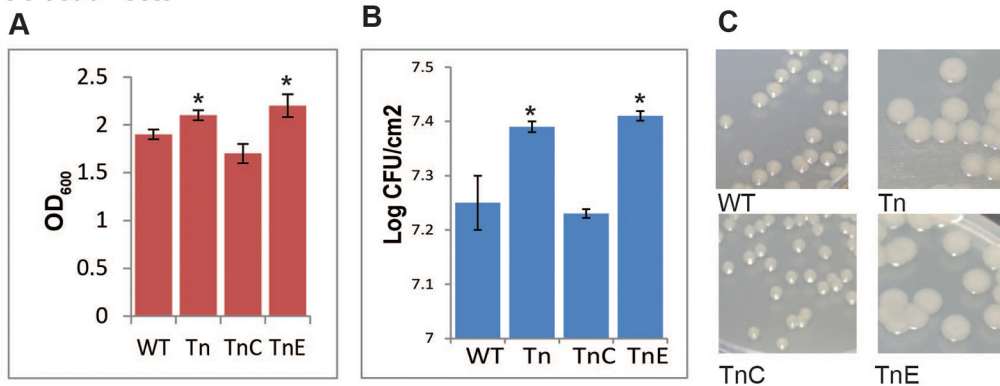 A
OD600
2.5
2
1.5
1
0.5
0
*
*
WT Tn TnC TnE
B
Log CFU/cm2
7.5
7.4
7.3
7.2
7.1
7
*
*
WT Tn TnC TnE
C
WT
Tn
TnC
TnE